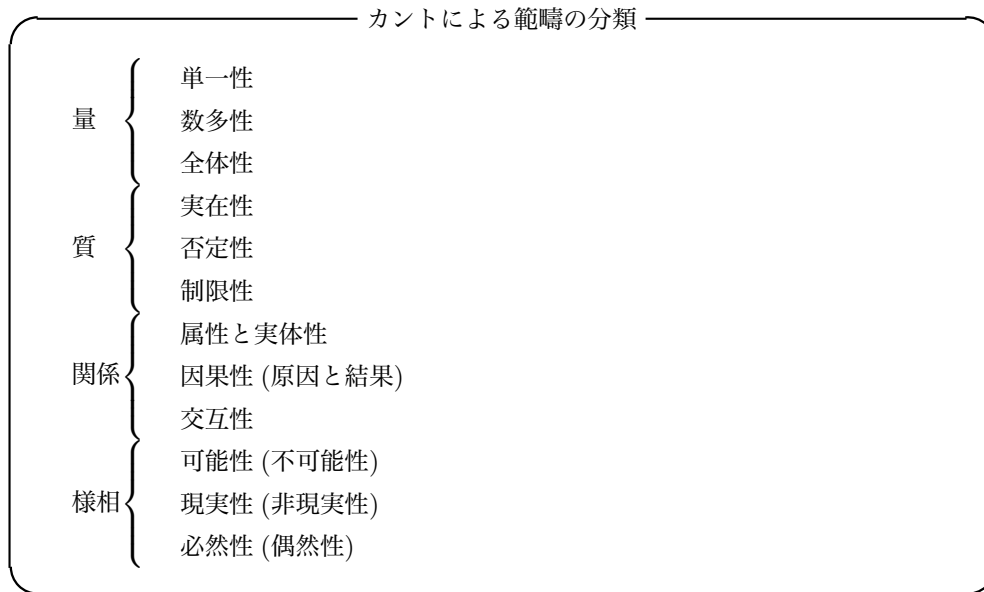 カントによる範疇の分類
量
単一性
数多性
全体性
質
実在性
否定性
制限性
関係
属性と実体性
因果性 (原因と結果)
交互性
様相
可能性 (不可能性)
現実性 (非現実性)
必然性 (偶然性)